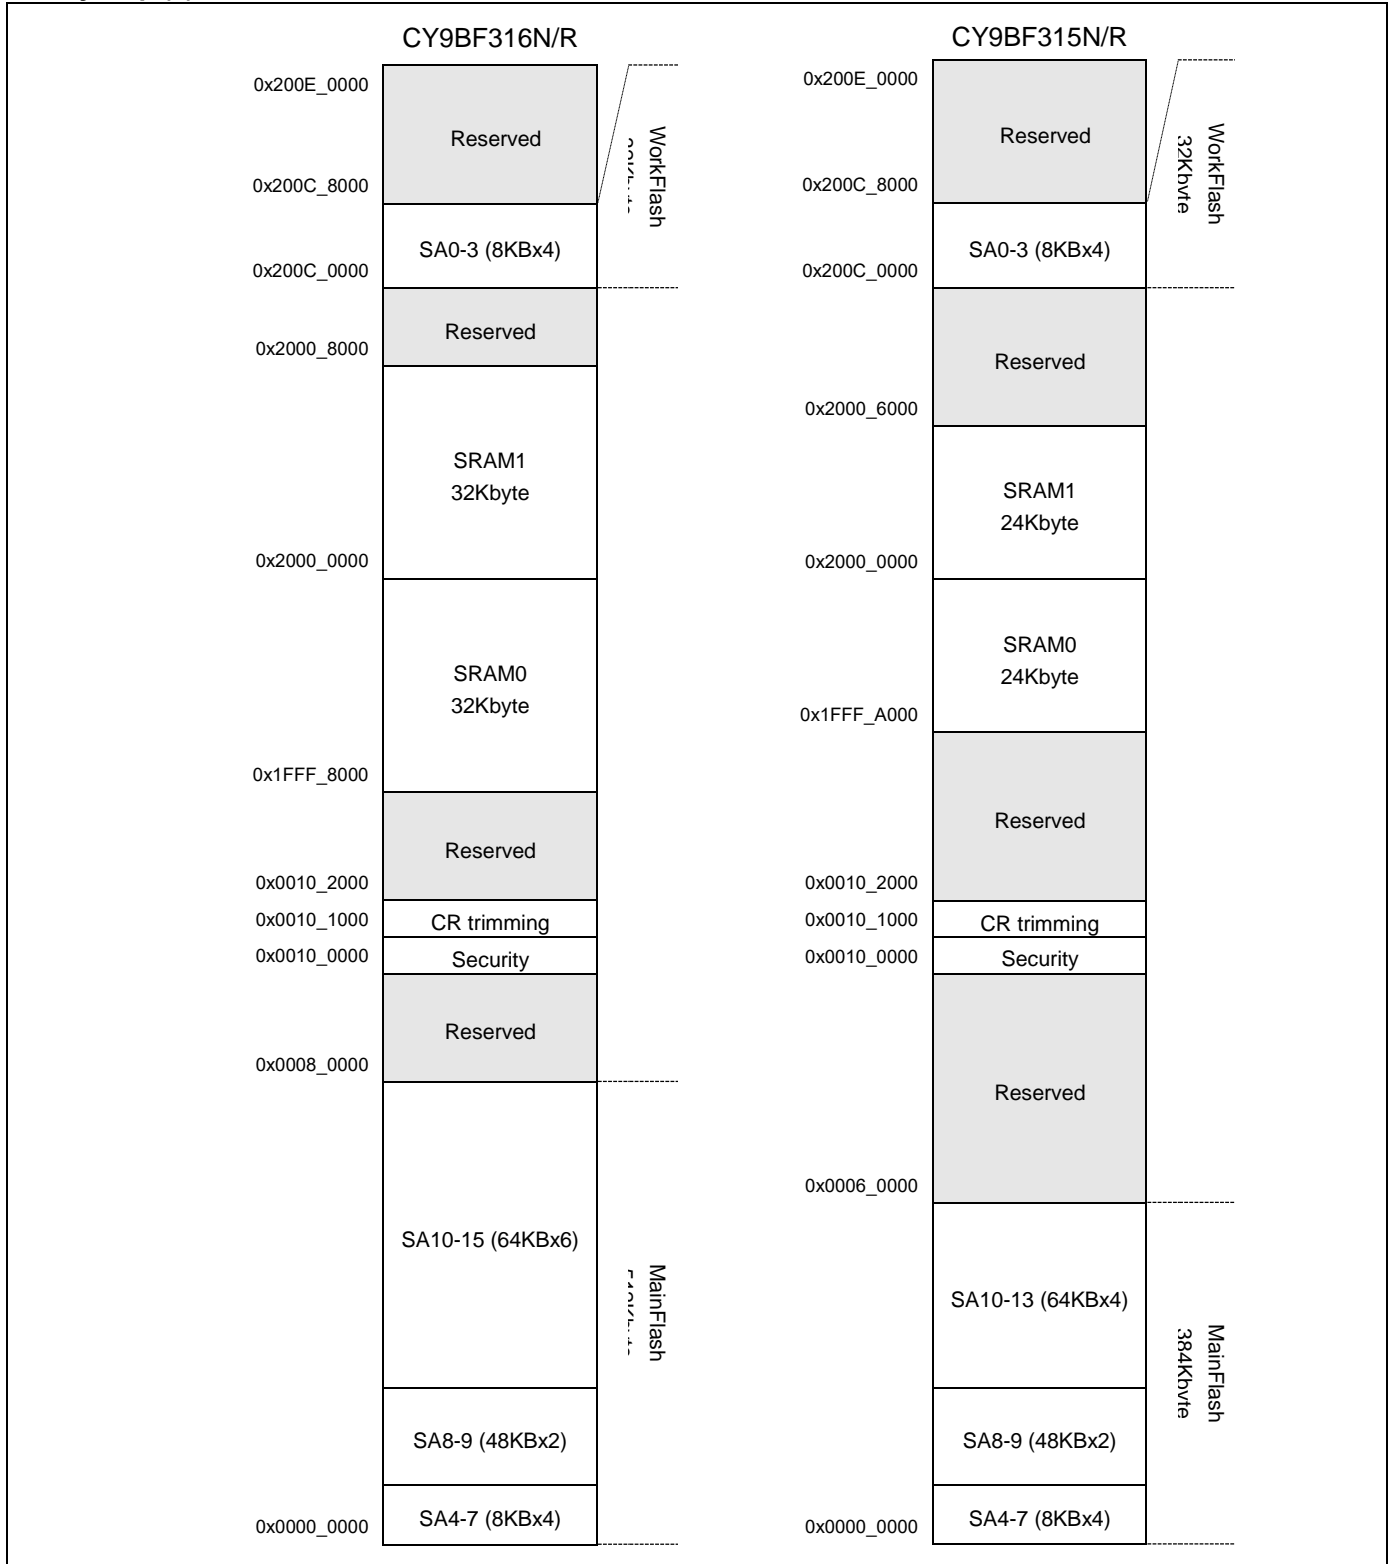 CY9BF316N/R
0x200E_0000
Reserved
0x200C_8000
SA0-3 (8KBx4)
0x200C_0000
Reserved
0x2000_8000
SRAM1
32Kbyte
0x2000_0000
SRAM0
32Kbyte
0x1FFF_8000
Reserved
0x0010_2000
0x0010_1000
CR trimming
0x0010_0000
Security
Reserved
0x0008_0000
SA10-15 (64KBx6)
SA8-9 (48KBx2)
SA4-7 (8KBx4)
0x0000_0000
WorkFlash
MainFlash
CY9BF315N/R
0x200E_0000
Reserved
0x200C_8000
SA0-3 (8KBx4)
0x200C_0000
Reserved
0x2000_6000
SRAM1
24Kbyte
0x2000_0000
SRAM0
24Kbyte
0x1FFF_A000
Reserved
0x0010_2000
0x0010_1000
CR trimming
0x0010_0000
Security
Reserved
0x0006_0000
SA10-13 (64KBx4)
SA8-9 (48KBx2)
SA4-7 (8KBx4)
0x0000_0000
WorkFlash
32Kbyte
MainFlash
384Kbyte